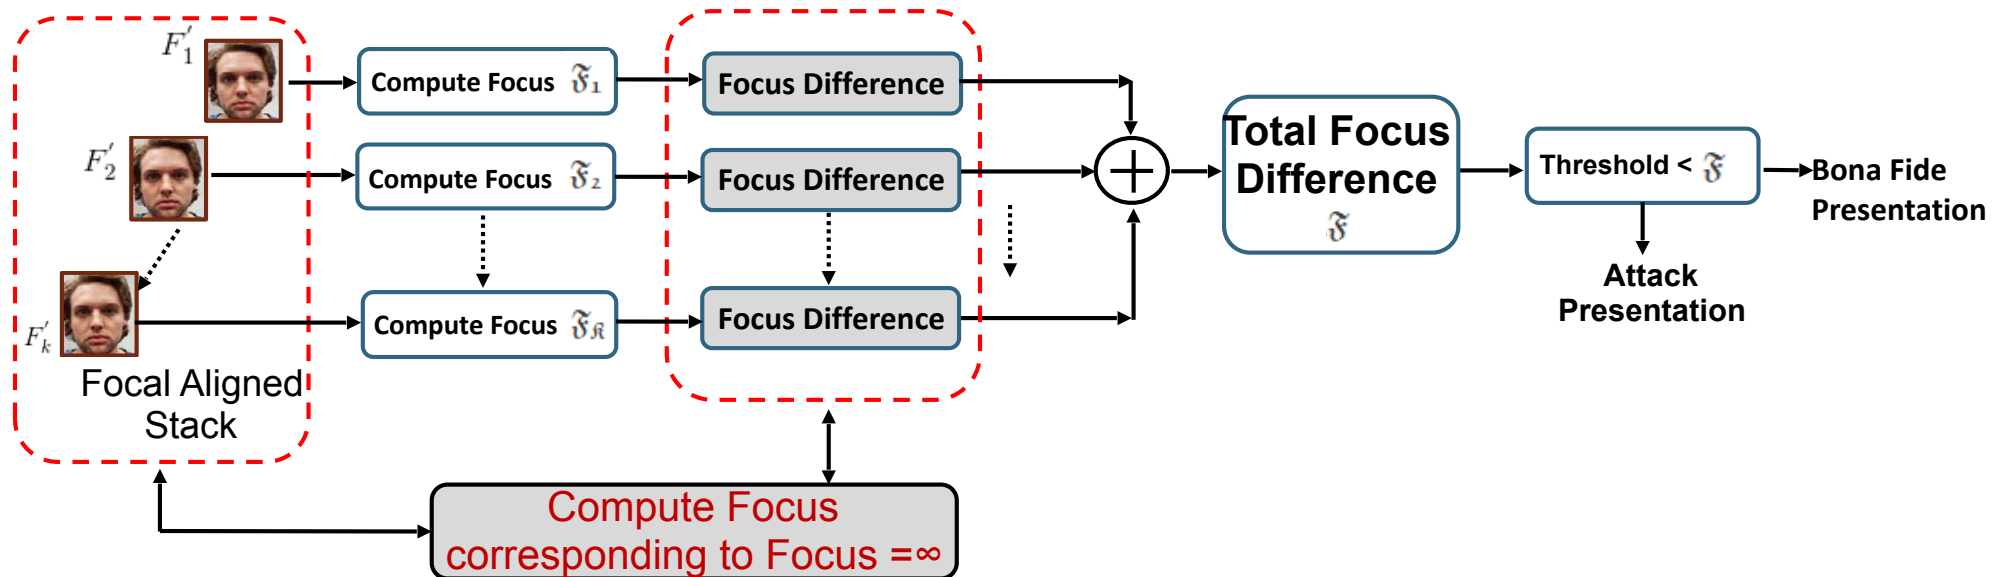 F'₁
Compute Focus 𝔉₁
Focus Difference
F'₂
Compute Focus 𝔉₂
Focus Difference
F'ₖ
Compute Focus 𝔉_𝔎
Focus Difference
Focal Aligned
Stack
Total Focus
Difference
𝔉
Threshold < 𝔉
Bona Fide
Presentation
Attack
Presentation
Compute Focus
corresponding to Focus =∞